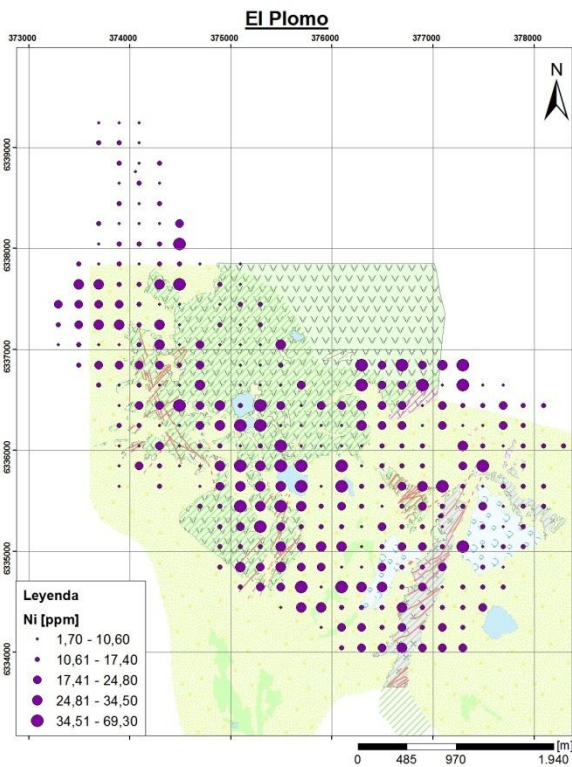 El Plomo
373000 374000 375000 376000 377000 378000
N
6339000
6338000
6337000
6336000
6335000
6334000
Leyenda
Ni [ppm]
1,70 - 10,60
10,61 - 17,40
17,41 - 24,80
24,81 - 34,50
34,51 - 69,30
[m]
0 485 970 1.940